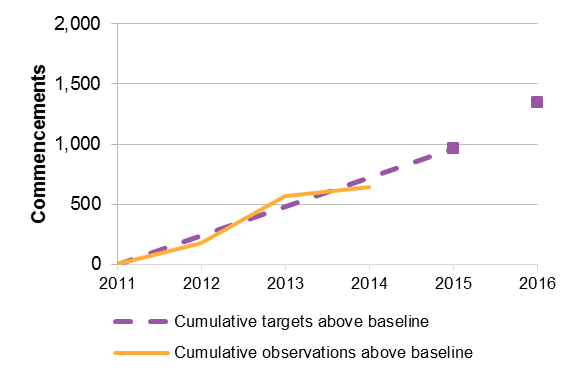 2,000
1,500
1,000
500
0
Commencements
2011 2012 2013 2014 2015 2016
Cumulative targets above baseline
Cumulative observations above baseline